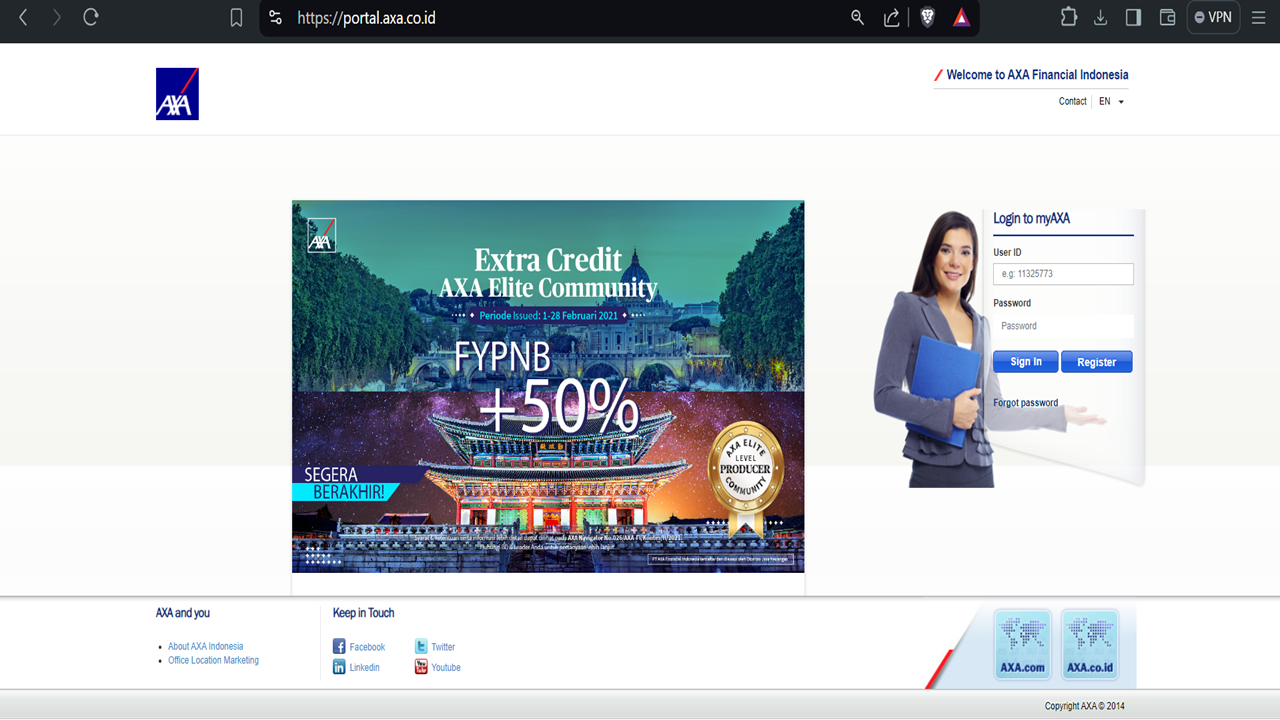 https://portal.axa.co.id
VPN
AXA
Welcome to AXA Financial Indonesia
Contact
EN
AXA
Extra Credit
AXA Elite Community
Periode Issued: 1-28 Februari 2021
FYPNB
+50%
SEGERA
BERAKHIR!
AXA ELITE
LEVEL
PRODUCER
COMMUNITY
Login to myAXA
User ID
e.g: 11325773
Password
Password
Sign In
Register
Forgot password
AXA and you
About AXA Indonesia
Office Location Marketing
Keep in Touch
Facebook
Twitter
Linkedin
Youtube
AXA.com
AXA.co.id
Copyright AXA © 2014